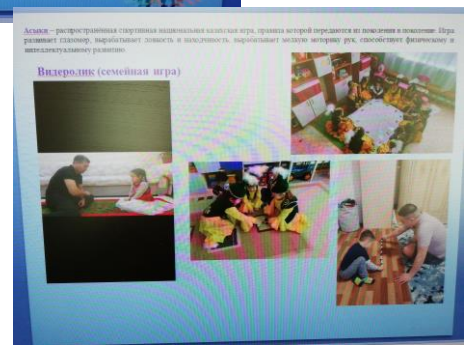 Асыки – распространённая спортивная национальная казахская игра, правила которой передаются из поколения в поколение. Игра
развивает глазомер, вырабатывает ловкость и находчивость, вырабатывает мелкую моторику рук, способствует физическому и
интеллектуальному развитию.
Видеролик (семейная игра)